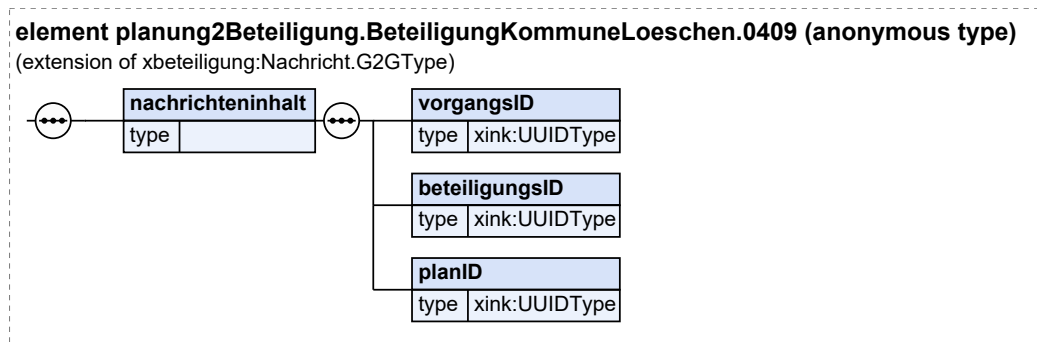 element planung2Beteiligung.BeteiligungKommuneLoeschen.0409 (anonymous type)
(extension of xbeteiligung:Nachricht.G2GType)
nachrichteninhalt
type
vorgangsID
type xink:UUIDType
beteiligungsID
type xink:UUIDType
planID
type xink:UUIDType